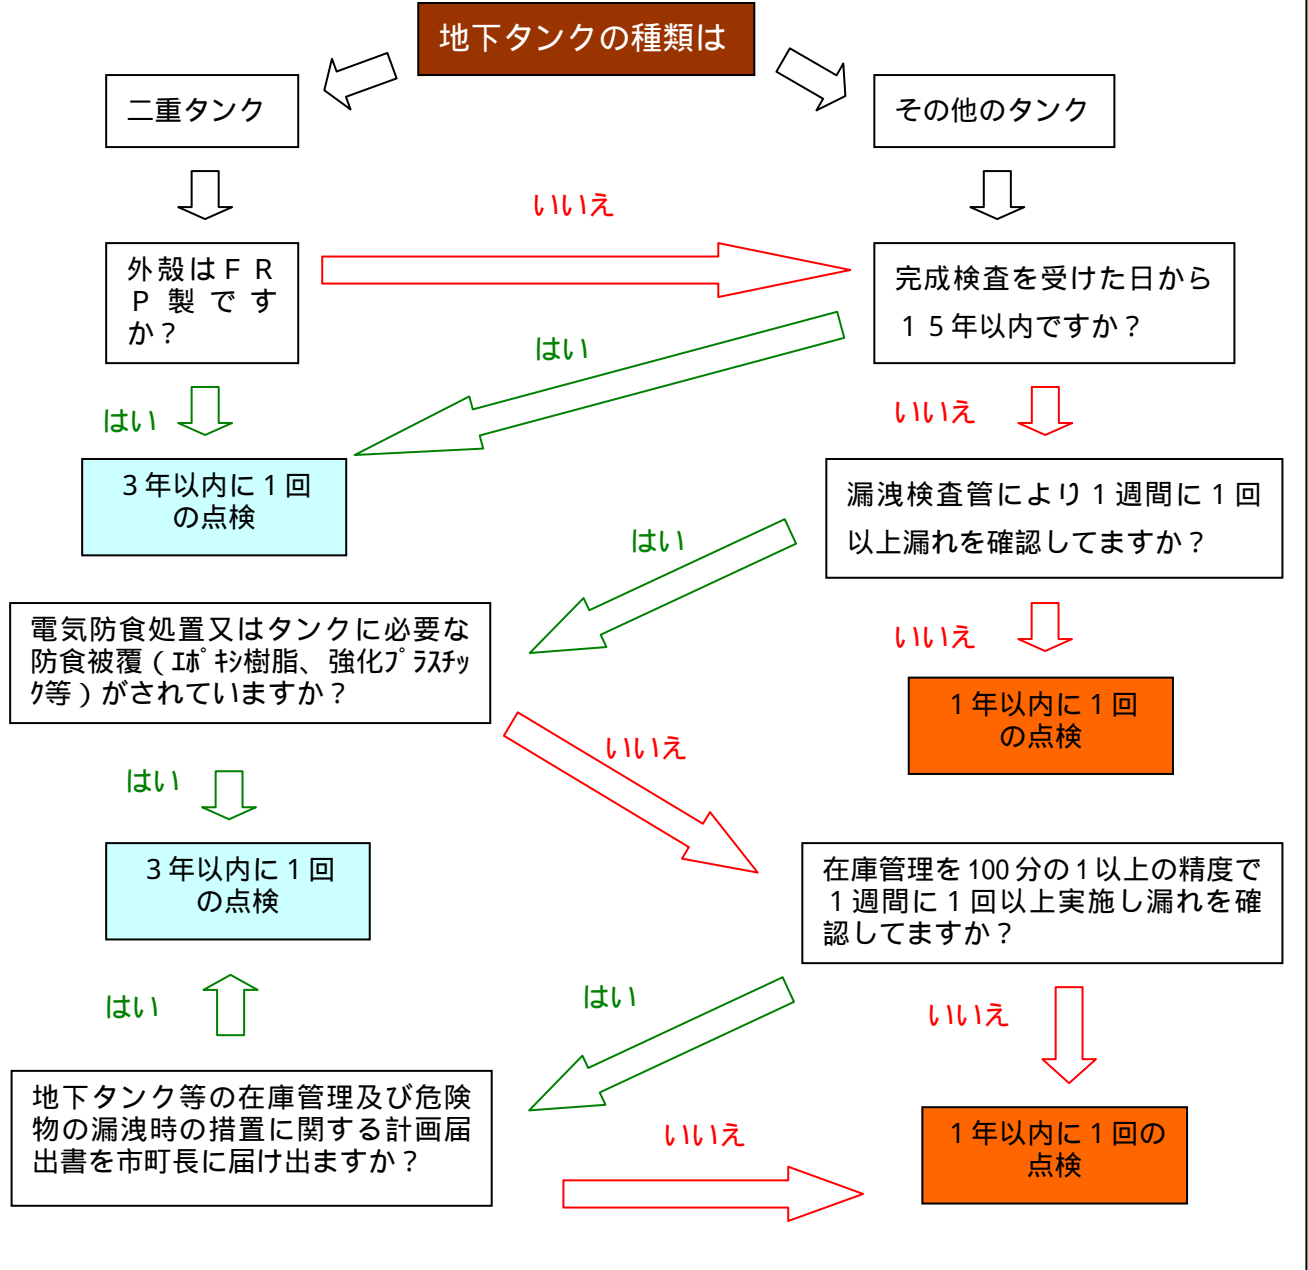 地下タンクの種類は
二重タンク
その他のタンク
いいえ
外殻はＦＲ
Ｐ製です
か？
完成検査を受けた日から
１５年以内ですか？
はい
はい
いいえ
３年以内に１回
の点検
漏洩検査管により１週間に１回
以上漏れを確認してますか？
はい
電気防食処置又はタンクに必要な
防食被覆（ｴﾎﾟｷｼ樹脂、強化ﾌﾟﾗｽﾁｯ
ｸ等）がされていますか？
いいえ
１年以内に１回
の点検
いいえ
はい
３年以内に１回
の点検
在庫管理を100分の1以上の精度で
１週間に１回以上実施し漏れを確
認してますか？
はい
はい
いいえ
地下タンク等の在庫管理及び危険
物の漏洩時の措置に関する計画届
出書を市町長に届け出ますか？
いいえ
１年以内に１回の
点検